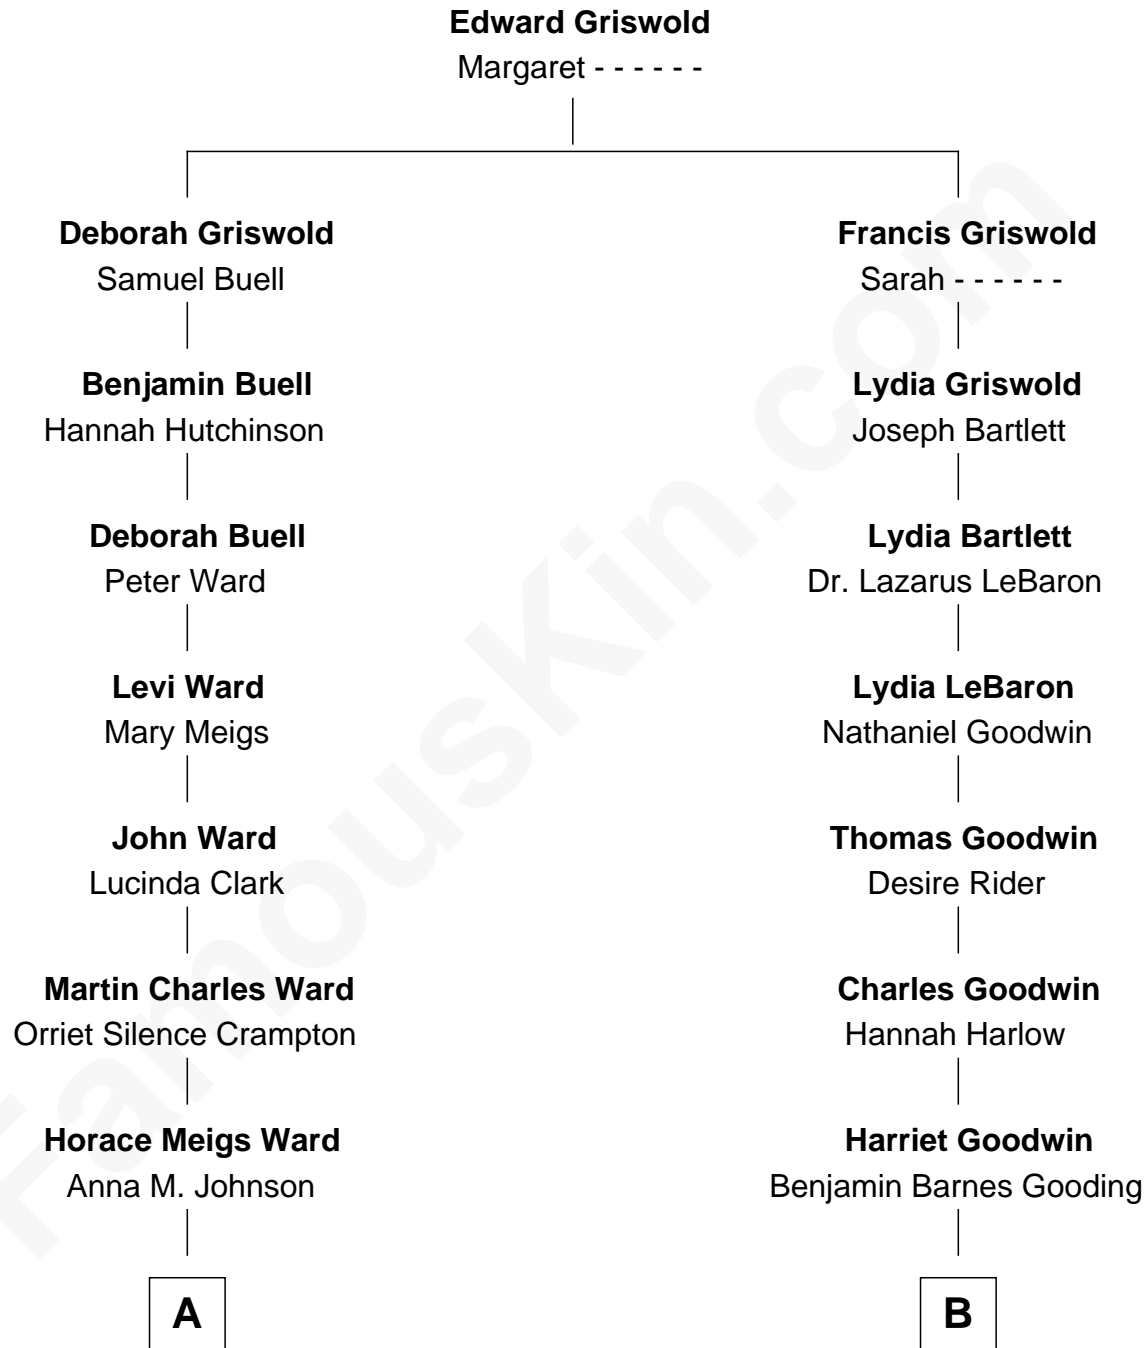 Edward Griswold
Margaret - - - - - -
Deborah Griswold
Samuel Buell
Francis Griswold
Sarah - - - - - -
Benjamin Buell
Hannah Hutchinson
Lydia Griswold
Joseph Bartlett
Deborah Buell
Peter Ward
Lydia Bartlett
Dr. Lazarus LeBaron
Levi Ward
Mary Meigs
Lydia LeBaron
Nathaniel Goodwin
John Ward
Lucinda Clark
Thomas Goodwin
Desire Rider
Martin Charles Ward
Orriet Silence Crampton
Charles Goodwin
Hannah Harlow
Horace Meigs Ward
Anna M. Johnson
Harriet Goodwin
Benjamin Barnes Gooding
A
B
FamousKin.com